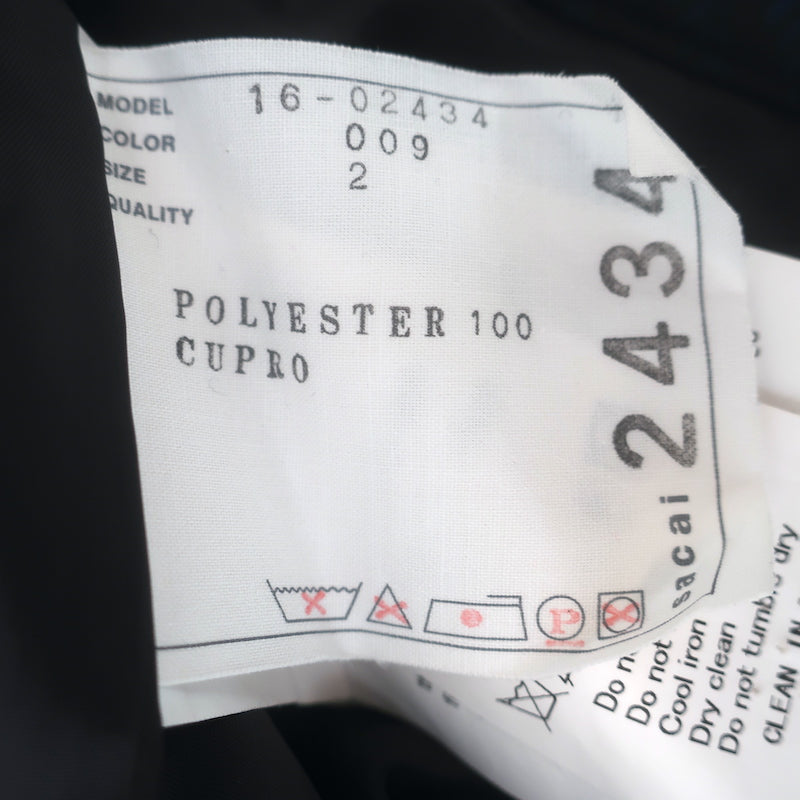 MODEL 16-02434
COLOR 009
SIZE 2
QUALITY
POLYESTER 100
CUPRO
sacai 2434
P
Do
Do not
Cool iron
Dry clean
Do not tumble dry
CLEAN IN